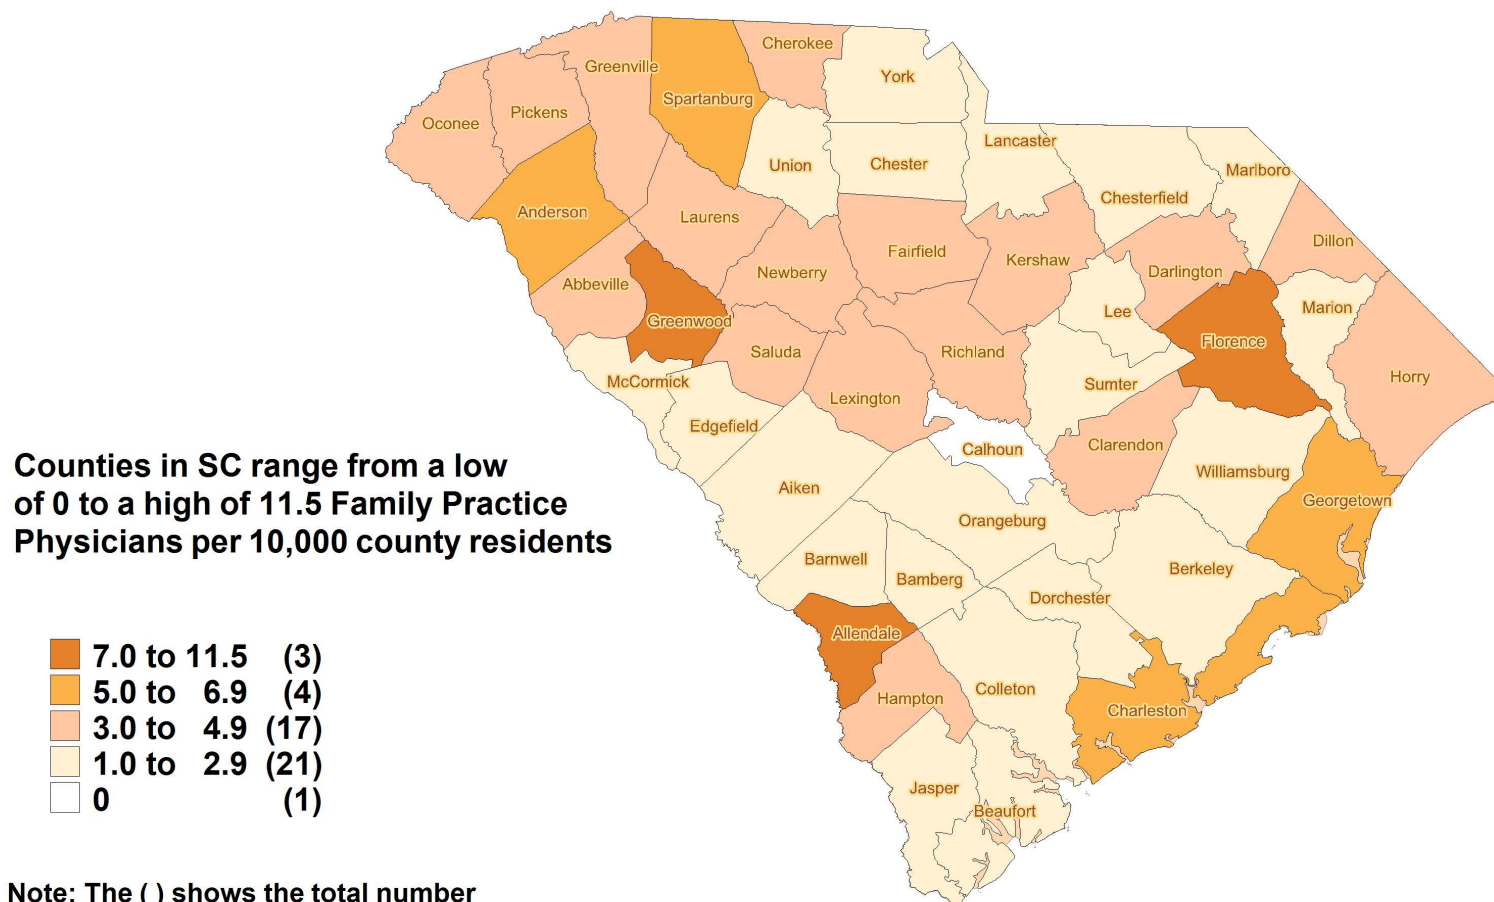 Cherokee
Greenville
York
Spartanburg
Pickens
Oconee
Lancaster
Union
Chester
Marlboro
Chesterfield
Anderson
Laurens
Dillon
Fairfield
Kershaw
Newberry
Darlington
Abbeville
Lee
Marion
Greenwood
Florence
Saluda
Richland
Horry
McCormick
Sumter
Lexington
Edgefield
Clarendon
Calhoun
Williamsburg
Aiken
Georgetown
Orangeburg
Barnwell
Berkeley
Bamberg
Dorchester
Allendale
Colleton
Hampton
Charleston
Jasper
Beaufort
Counties in SC range from a low
of 0 to a high of 11.5 Family Practice
Physicians per 10,000 county residents
7.0 to 11.5 (3)
5.0 to 6.9 (4)
3.0 to 4.9 (17)
1.0 to 2.9 (21)
0 (1)
Note: The ( ) shows the total number